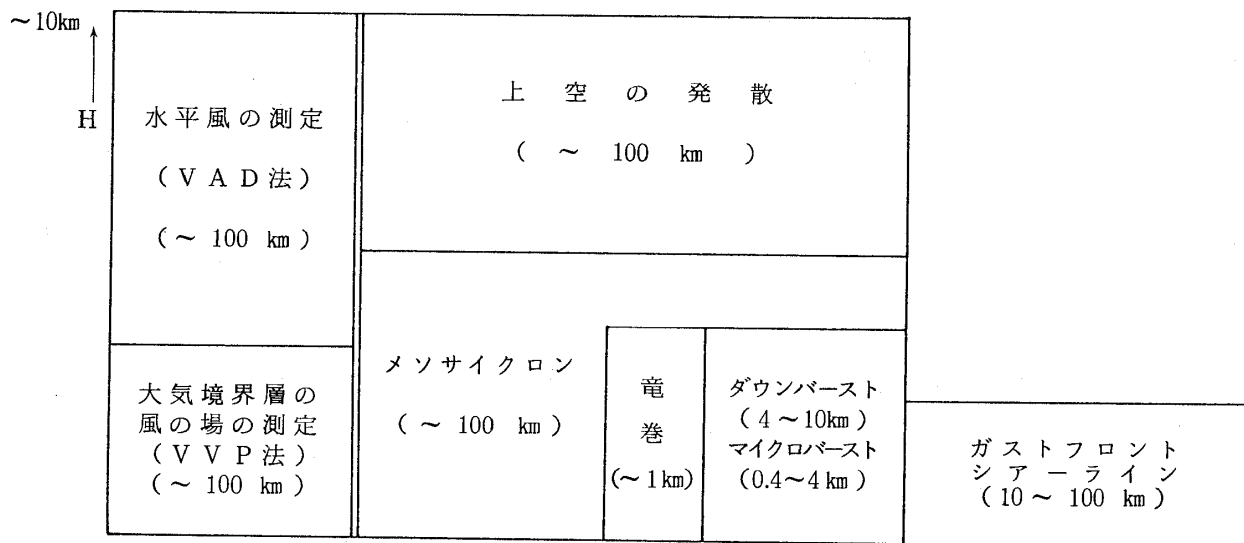 ~10km
H
水平風の測定
(VAD法)
(~ 100 km)
大気境界層の
風の場の測定
(VVP法)
(~ 100 km)
上空の発散
( ~ 100 km )
メソサイクロン
(~ 100 km)
竜
巻
(~1km)
ダウンバースト
(4~10km)
マイクロバースト
(0.4~4km)
ガストフロント
シアーライン
(10~ 100 km)